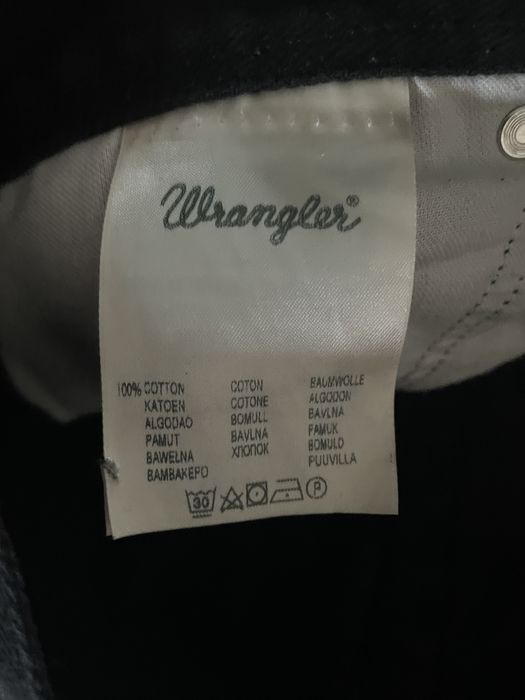 Wrangler®
100% COTTON COTON BAUMWOLLE
KATOEN COTONE ALGODON
ALGODAO BOMULL BAVLNA
PAMUT BAVLNA PAMUK
BAWELNA ХЛОПОК BOMULD
BAMBAKEPO PUUVILLA
30 P